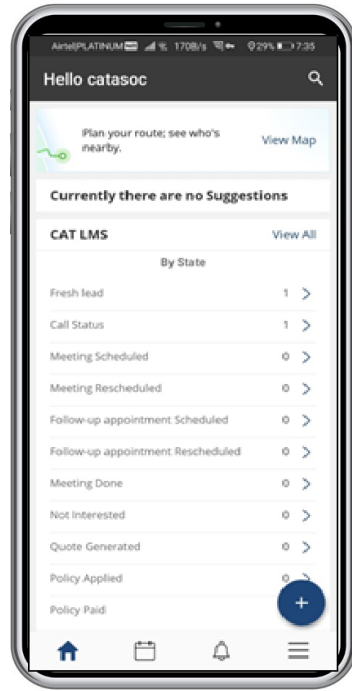 Airtel|PLATINUM 170B/s 29% 7:35
Hello catasoc
Plan your route; see who's
nearby.
View Map
Currently there are no Suggestions
CAT LMS View All
By State
Fresh lead 1
Call Status 1
Meeting Scheduled 0
Meeting Rescheduled 0
Follow-up appointment Scheduled 0
Follow-up appointment Rescheduled 0
Meeting Done 0
Not Interested 0
Quote Generated 0
Policy Applied 0
Policy Paid